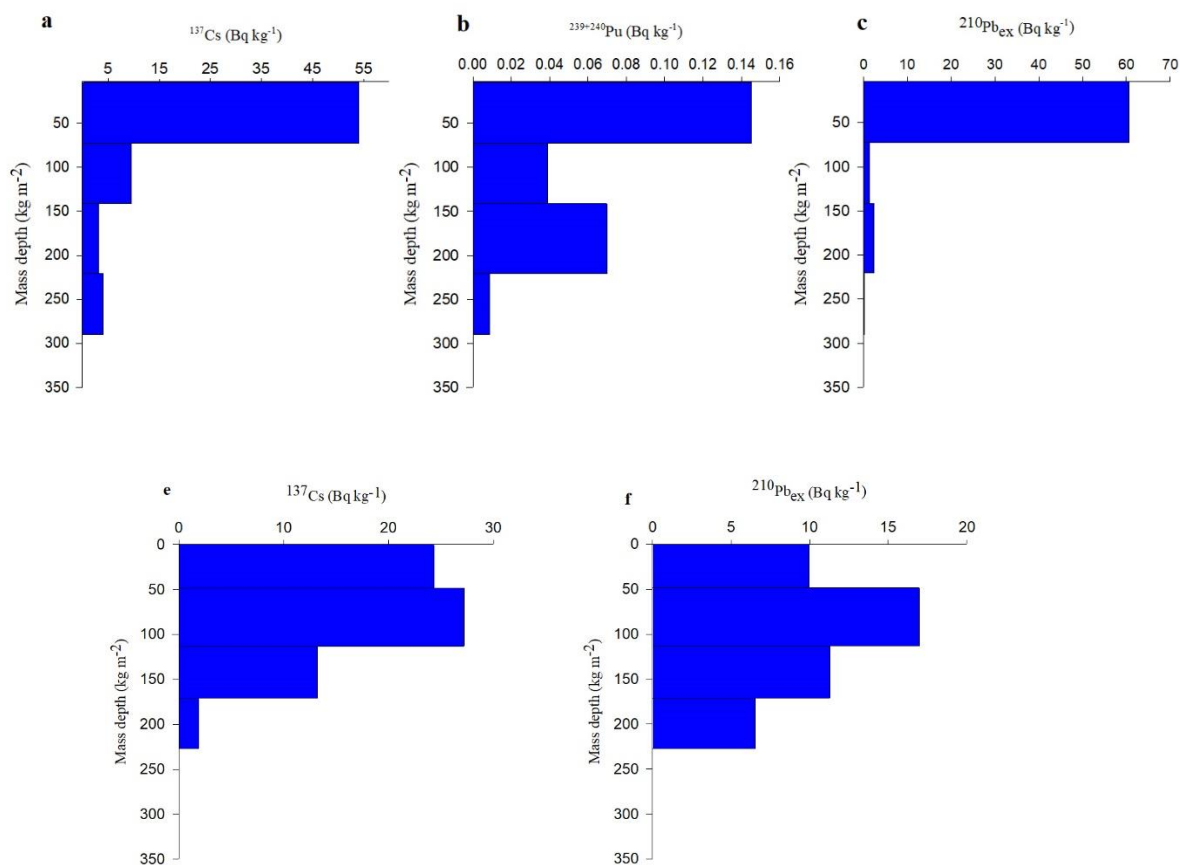 a
¹³⁷Cs (Bq kg⁻¹)
5 15 25 35 45 55
Mass depth (kg m⁻²)
50
100
150
200
250
300
350
b
²³⁹⁺²⁴⁰Pu (Bq kg⁻¹)
0.00 0.02 0.04 0.06 0.08 0.10 0.12 0.14 0.16
Mass depth (kg m⁻²)
50
100
150
200
250
300
350
c
²¹⁰Pbₑₓ (Bq kg⁻¹)
0 10 20 30 40 50 60 70
Mass depth (kg m⁻²)
50
100
150
200
250
300
350
e
¹³⁷Cs (Bq kg⁻¹)
0 10 20 30
Mass depth (kg m⁻²)
0
50
100
150
200
250
300
350
f
²¹⁰Pbₑₓ (Bq kg⁻¹)
0 5 10 15 20
Mass depth (kg m⁻²)
0
50
100
150
200
250
300
350